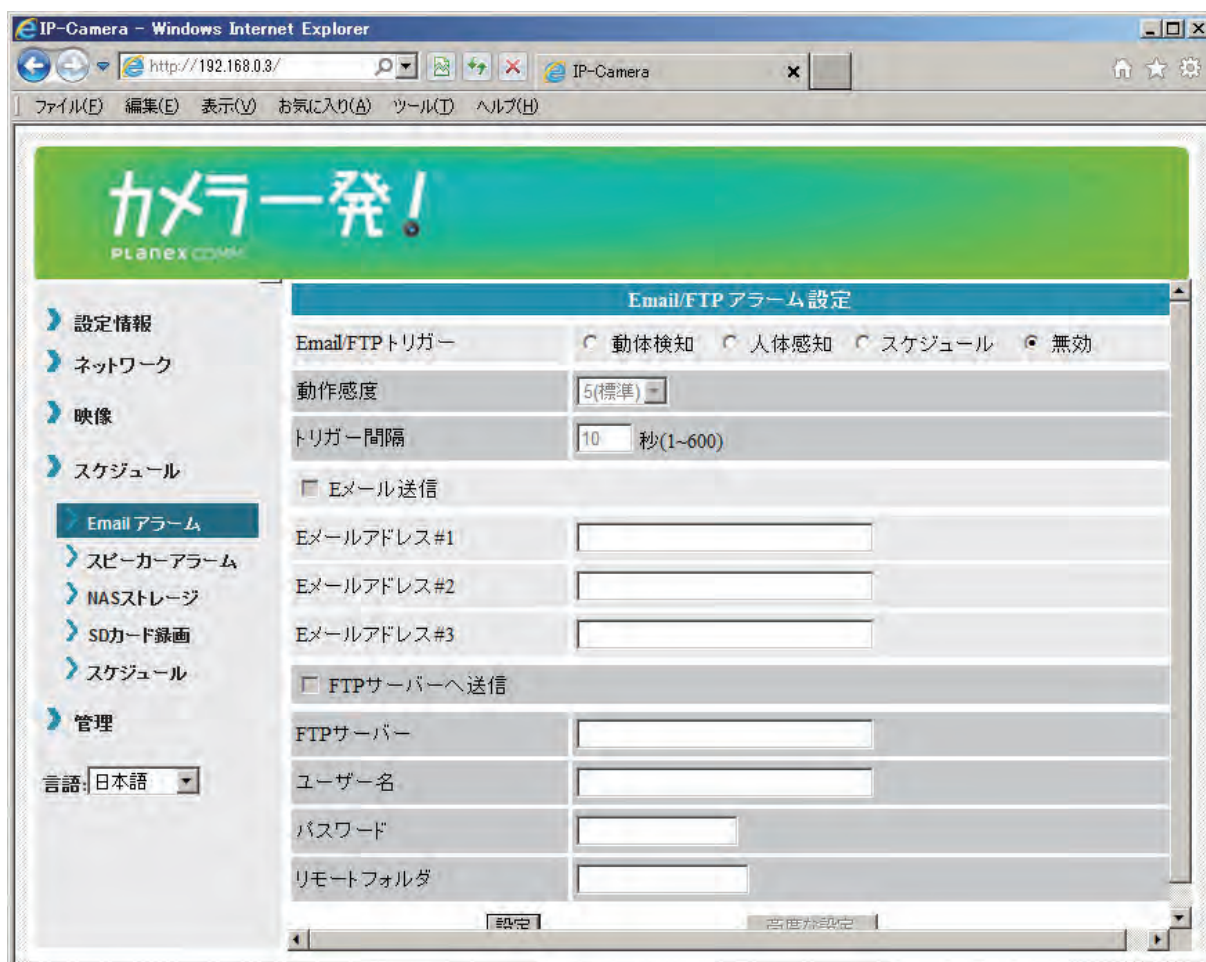 IP-Camera - Windows Internet Explorer
http://192.168.0.3/
IP-Camera
ファイル(F) 編集(E) 表示(V) お気に入り(A) ツール(T) ヘルプ(H)
カメラ一発!
PLANEX COMM
設定情報
ネットワーク
映像
スケジュール
Email アラーム
スピーカーアラーム
NASストレージ
SDカード録画
スケジュール
管理
言語: 日本語
Email/FTP アラーム設定
Email/FTPトリガー 動体検知 人体感知 スケジュール 無効
動作感度 5(標準)
トリガー間隔 10 秒(1~600)
Eメール送信
Eメールアドレス#1
Eメールアドレス#2
Eメールアドレス#3
FTPサーバーへ送信
FTPサーバー
ユーザー名
パスワード
リモートフォルダ
設定 高度な設定